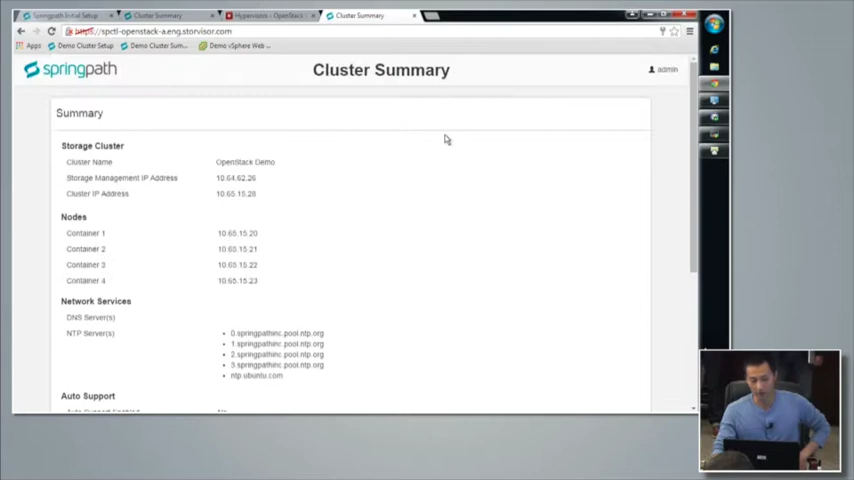 Springpath Initial Setup
Cluster Summary
Hypervisors - OpenStack
Cluster Summary
https://spctl-openstack-a.eng.storvisor.com
Apps
Demo Cluster Setup
Demo Cluster Sum...
Demo vSphere Web ...
springpath
Cluster Summary
admin
Summary
Storage Cluster
Cluster Name OpenStack Demo
Storage Management IP Address 10.64.62.26
Cluster IP Address 10.65.15.28
Nodes
Container 1 10.65.15.20
Container 2 10.65.15.21
Container 3 10.65.15.22
Container 4 10.65.15.23
Network Services
DNS Server(s)
NTP Server(s)
• 0.springpathinc.pool.ntp.org
• 1.springpathinc.pool.ntp.org
• 2.springpathinc.pool.ntp.org
• 3.springpathinc.pool.ntp.org
• ntp.ubuntu.com
Auto Support
Auto Support Enabled No